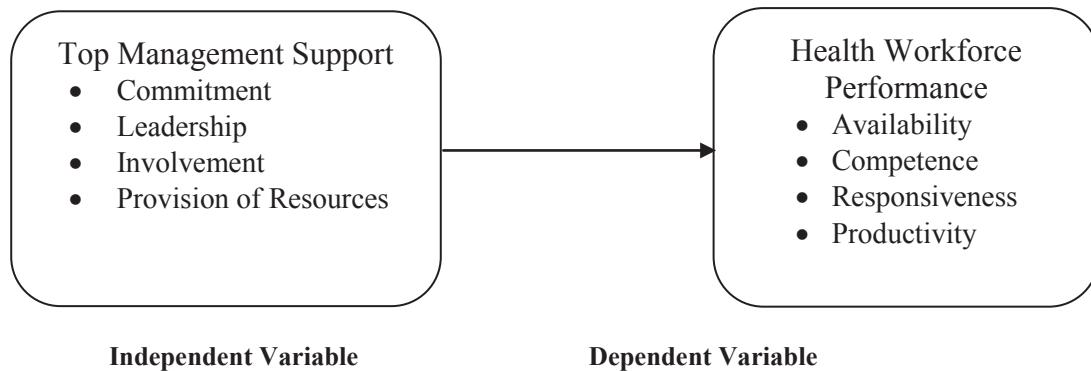 Top Management Support
• Commitment
• Leadership
• Involvement
• Provision of Resources
Health Workforce
Performance
• Availability
• Competence
• Responsiveness
• Productivity
Independent Variable
Dependent Variable